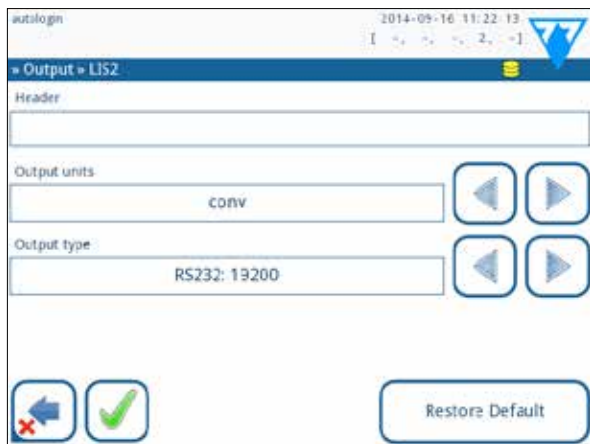 autologin
2014-09-16 11:22 13
[ -, -, -, 2, -]
» Output » LIS2
Header
Output units
conv
Output type
RS232: 19200
Restore Default